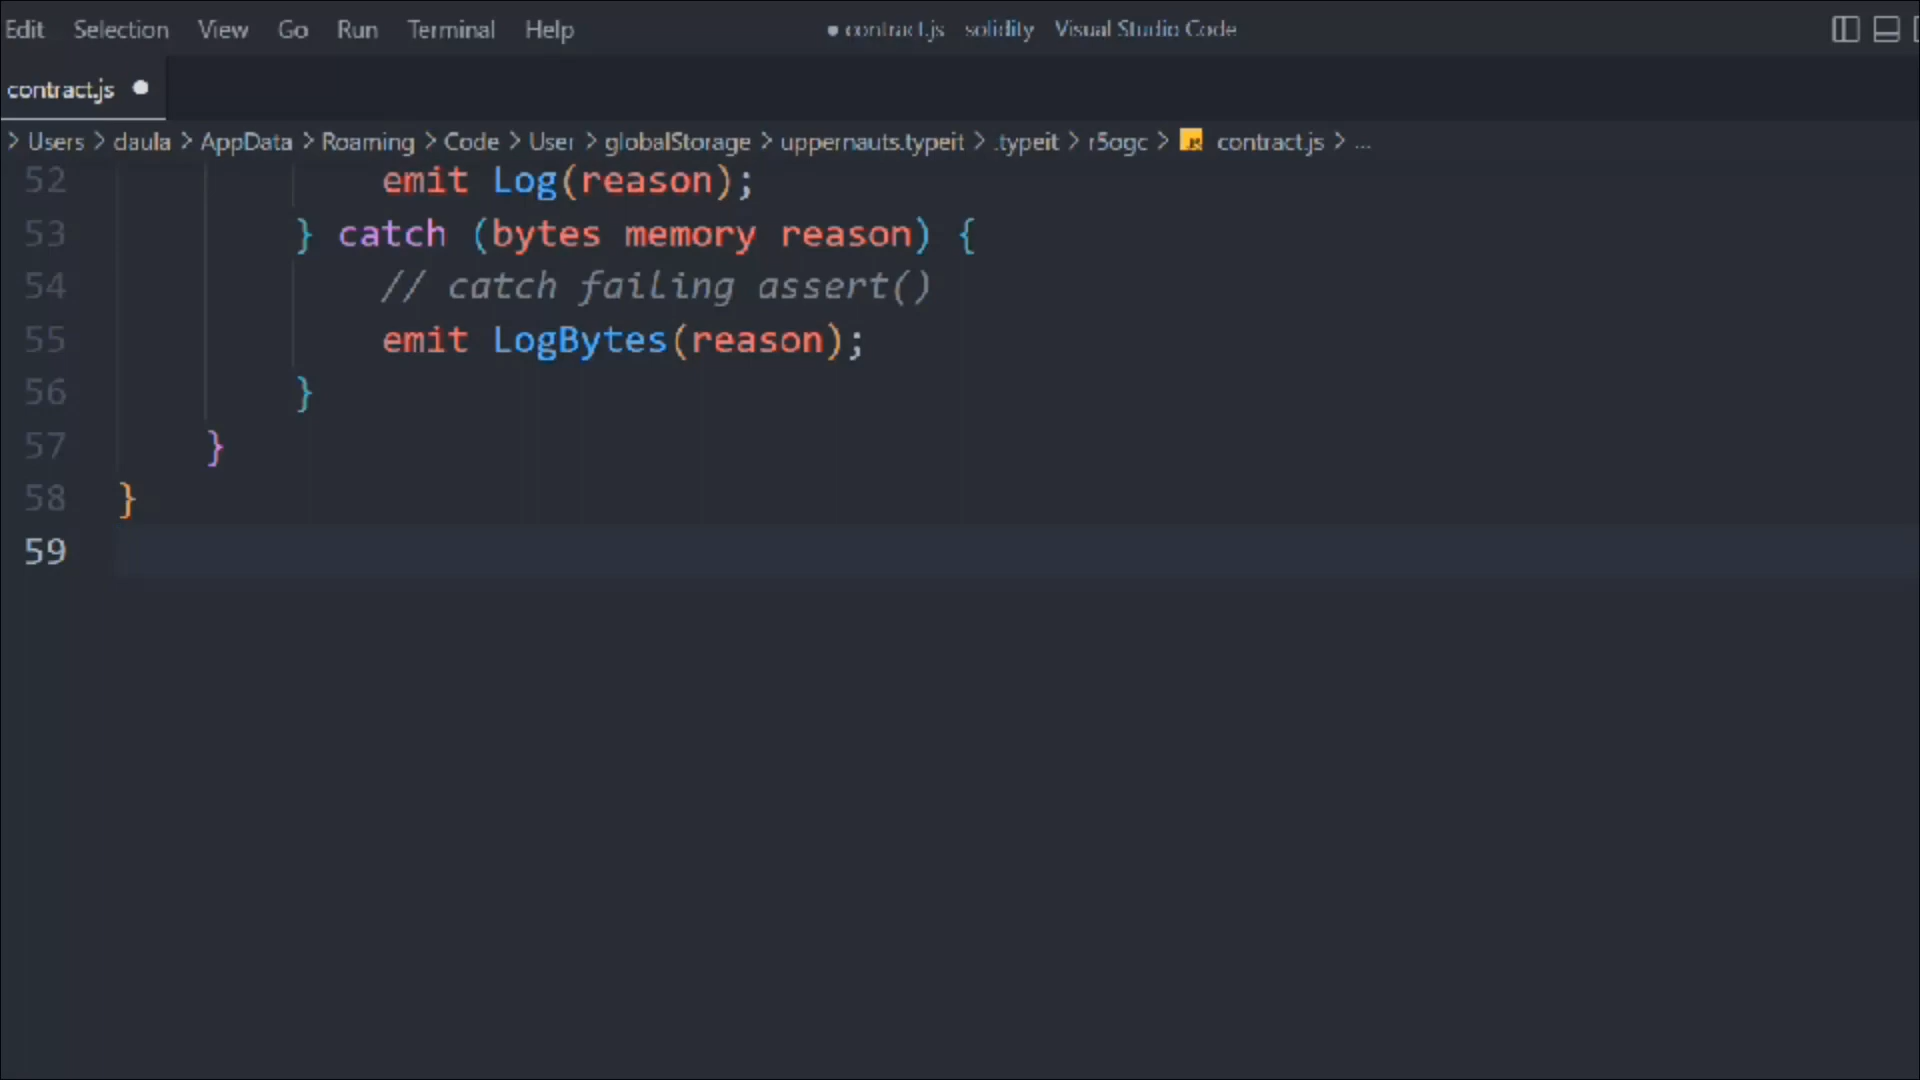 Edit Selection View Go Run Terminal Help ● contract.js solidity Visual Studio Code
contract.js ●
> Users > daula > AppData > Roaming > Code > User > globalStorage > uppernauts.typeit > .typeit > r5ogc > contract.js > ...
52 emit Log(reason);
53 } catch (bytes memory reason) {
54 // catch failing assert()
55 emit LogBytes(reason);
56 }
57 }
58 }
59